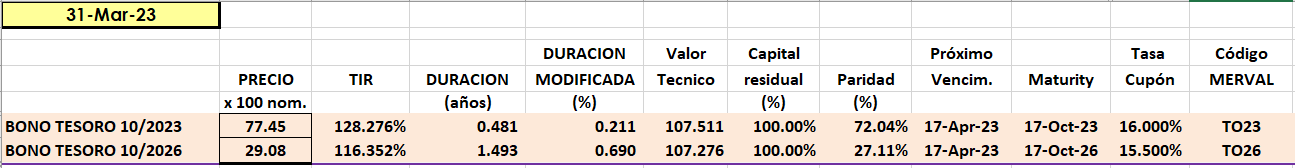 31-Mar-23
DURACION Valor Capital Próximo Tasa Código
PRECIO TIR DURACION MODIFICADA Tecnico residual Paridad Vencim. Maturity Cupón MERVAL
x 100 nom. (años) (%) (%) (%)
BONO TESORO 10/2023 77.45 128.276% 0.481 0.211 107.511 100.00% 72.04% 17-Apr-23 17-Oct-23 16.000% TO23
BONO TESORO 10/2026 29.08 116.352% 1.493 0.690 107.276 100.00% 27.11% 17-Apr-23 17-Oct-26 15.500% TO26